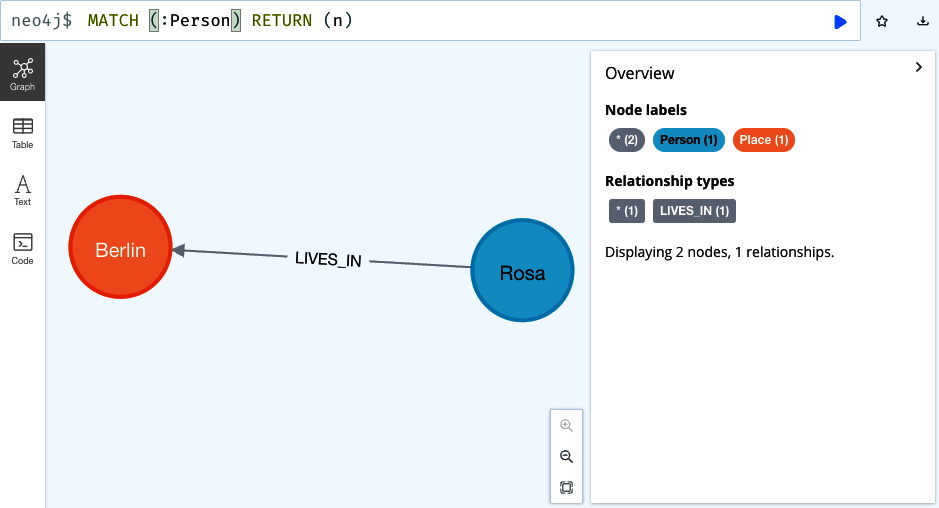 neo4j$ MATCH (:Person) RETURN (n)
Graph
Table
Text
Code
Berlin
LIVES_IN
Rosa
Overview
Node labels
* (2) Person (1) Place (1)
Relationship types
* (1) LIVES_IN (1)
Displaying 2 nodes, 1 relationships.